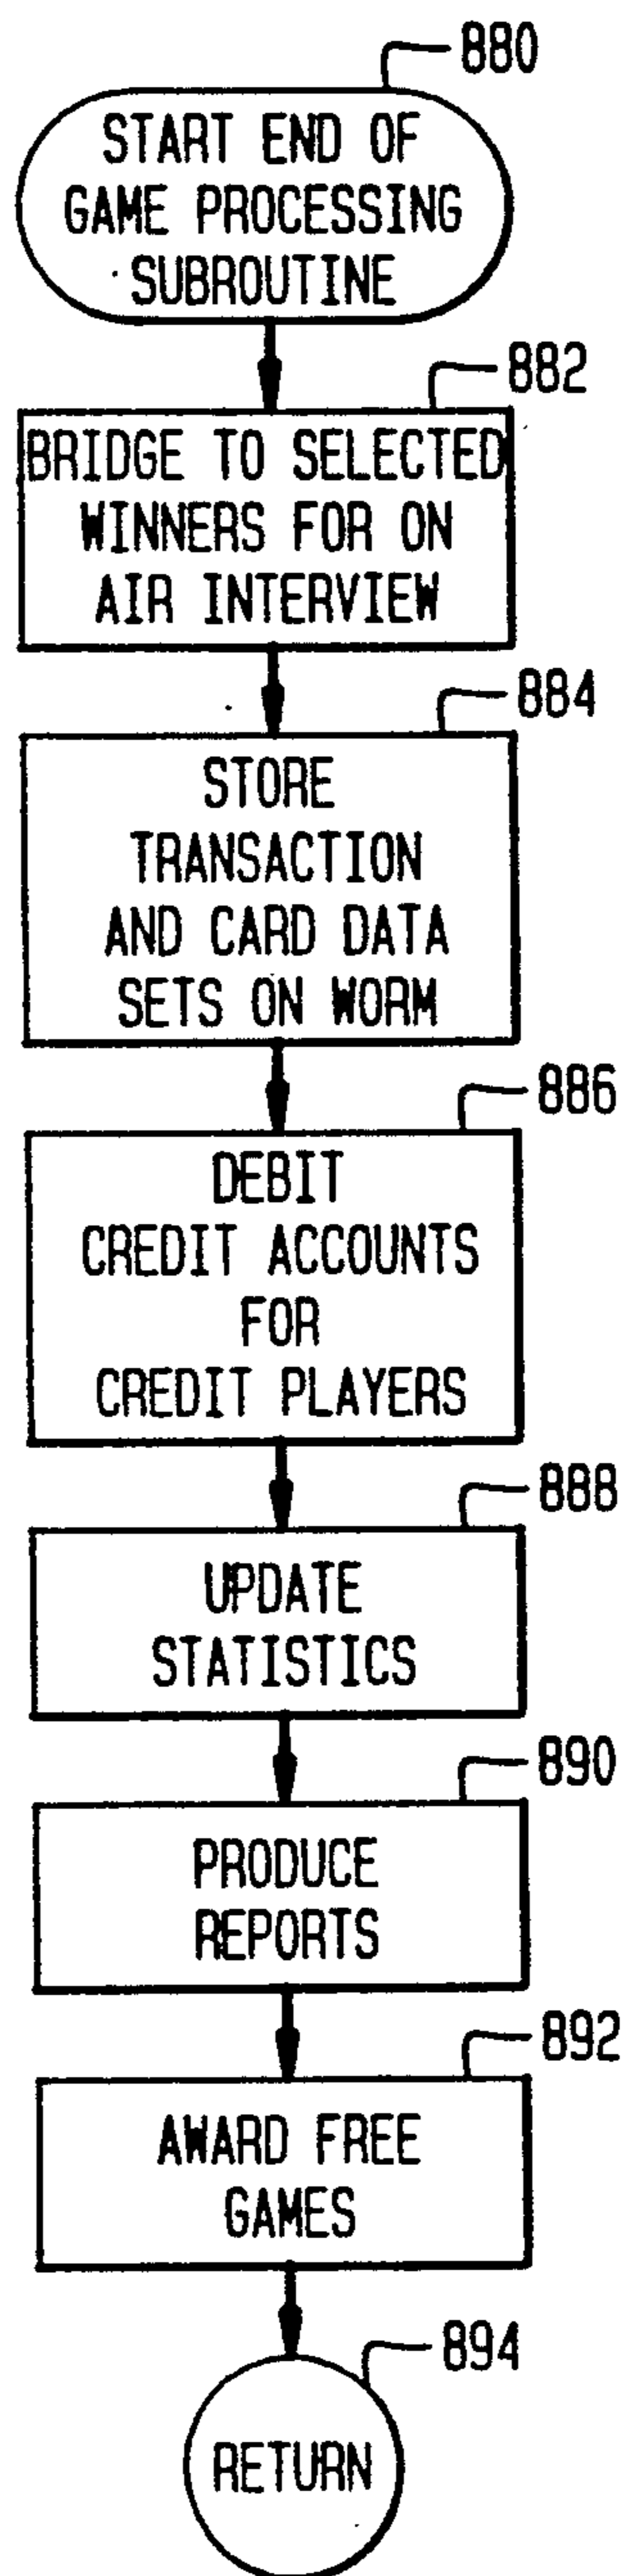 880
START END OF
GAME PROCESSING
SUBROUTINE
882
BRIDGE TO SELECTED
WINNERS FOR ON
AIR INTERVIEW
884
STORE
TRANSACTION
AND CARD DATA
SETS ON WORM
886
DEBIT
CREDIT ACCOUNTS
FOR
CREDIT PLAYERS
888
UPDATE
STATISTICS
890
PRODUCE
REPORTS
892
AWARD FREE
GAMES
894
RETURN